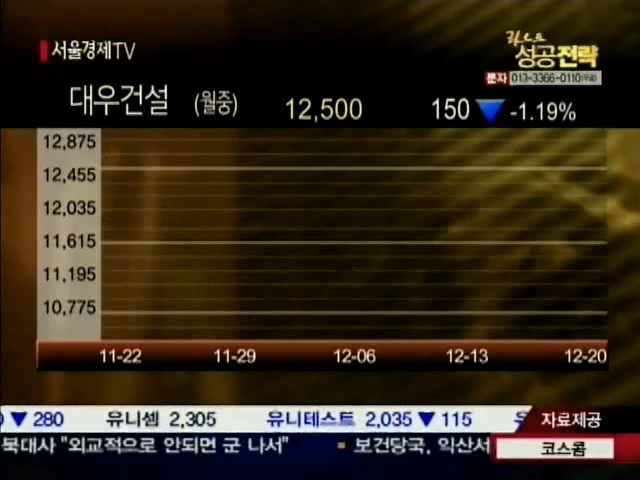 서울경제TV
성공전략
문자 013-3366-0110(유료)
대우건설 (월중) 12,500 150 ▼ -1.19%
12,875
12,455
12,035
11,615
11,195
10,775
11-22 11-29 12-06 12-13 12-20
▼ 280 유니셈 2,305 유니테스트 2,035 ▼ 115
자료제공
북대사 "외교적으로 안되면 군 나서" ▪ 보건당국, 익산서
코스콤